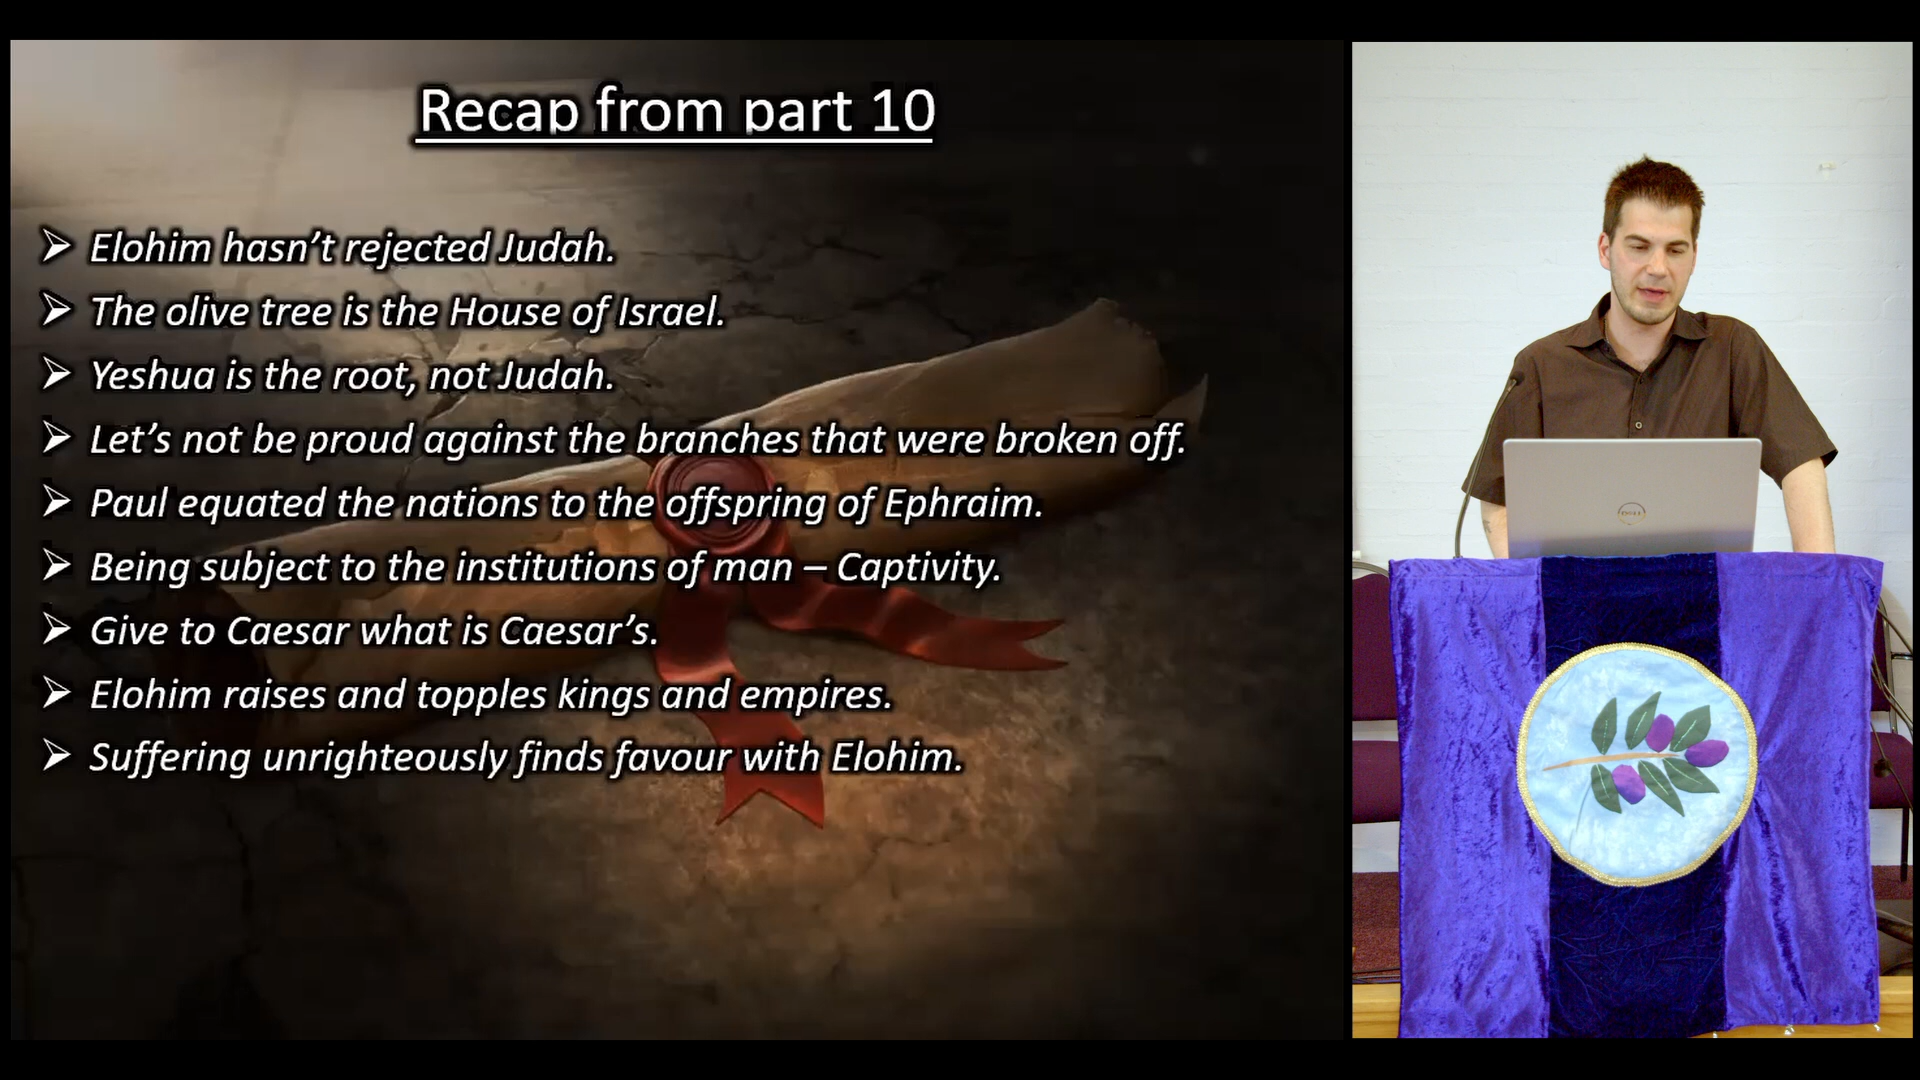 Recap from part 10
➢ Elohim hasn’t rejected Judah.
➢ The olive tree is the House of Israel.
➢ Yeshua is the root, not Judah.
➢ Let’s not be proud against the branches that were broken off.
➢ Paul equated the nations to the offspring of Ephraim.
➢ Being subject to the institutions of man – Captivity.
➢ Give to Caesar what is Caesar’s.
➢ Elohim raises and topples kings and empires.
➢ Suffering unrighteously finds favour with Elohim.
DELL